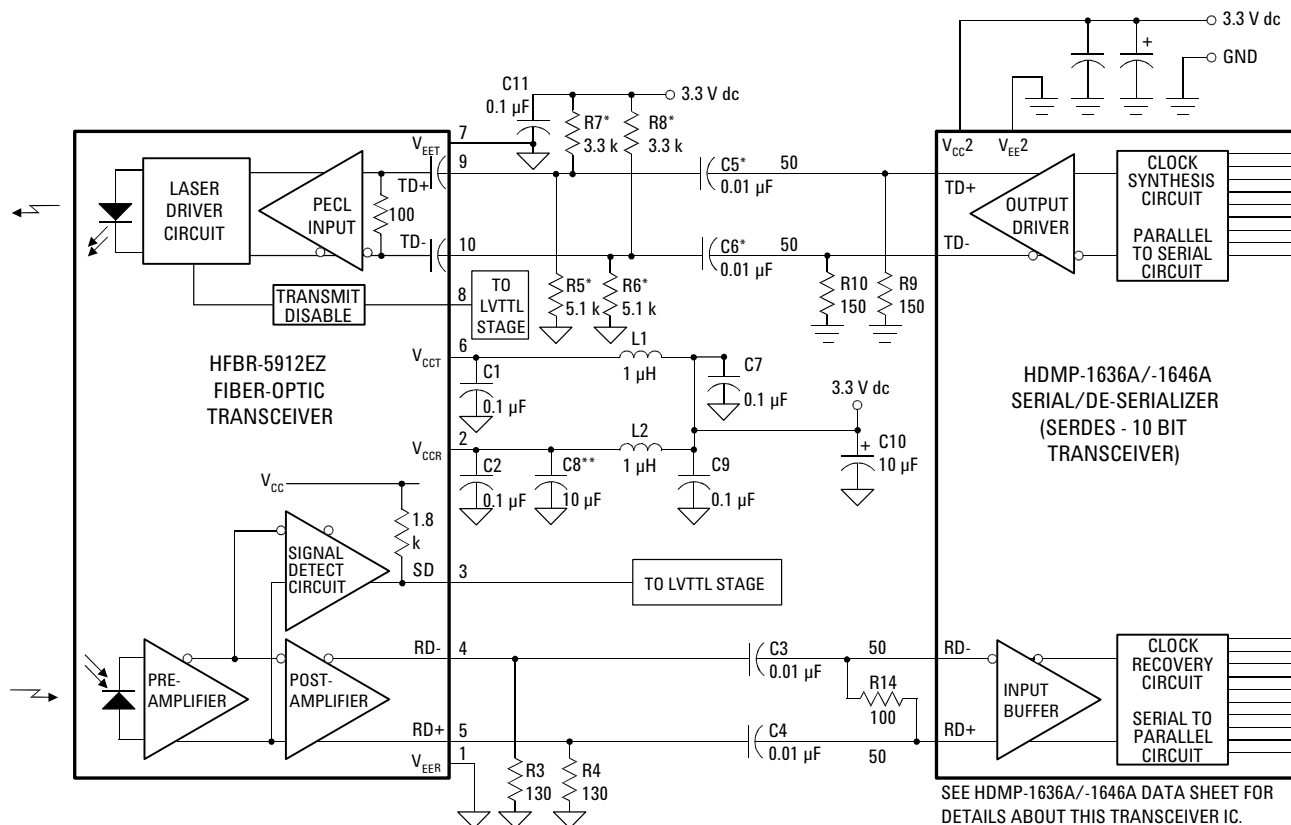 3.3 V dc
GND
C11
0.1 µF
3.3 V dc
R7*
3.3 k
R8*
3.3 k
V_EET
7
9
TD+
LASER
DRIVER
CIRCUIT
PECL
INPUT
100
TD-
10
C5*
0.01 µF
50
C6*
0.01 µF
50
V_CC2
V_EE2
TD+
TD-
OUTPUT
DRIVER
CLOCK
SYNTHESIS
CIRCUIT
PARALLEL
TO SERIAL
CIRCUIT
TRANSMIT
DISABLE
8
TO
LVTTL
STAGE
R5*
5.1 k
R6*
5.1 k
R10
150
R9
150
HFBR-5912EZ
FIBER-OPTIC
TRANSCEIVER
V_CCT
6
C1
0.1 µF
L1
1 µH
C7
0.1 µF
3.3 V dc
C10
10 µF
V_CCR
2
C2
0.1 µF
C8**
10 µF
L2
1 µH
C9
0.1 µF
HDMP-1636A/-1646A
SERIAL/DE-SERIALIZER
(SERDES - 10 BIT
TRANSCEIVER)
V_CC
1.8
k
SIGNAL
DETECT
CIRCUIT
SD
3
TO LVTTL STAGE
PRE-
AMPLIFIER
POST-
AMPLIFIER
RD-
4
RD+
5
V_EER
1
R3
130
R4
130
C3
0.01 µF
50
R14
100
C4
0.01 µF
50
RD-
RD+
INPUT
BUFFER
CLOCK
RECOVERY
CIRCUIT
SERIAL TO
PARALLEL
CIRCUIT
SEE HDMP-1636A/-1646A DATA SHEET FOR
DETAILS ABOUT THIS TRANSCEIVER IC.